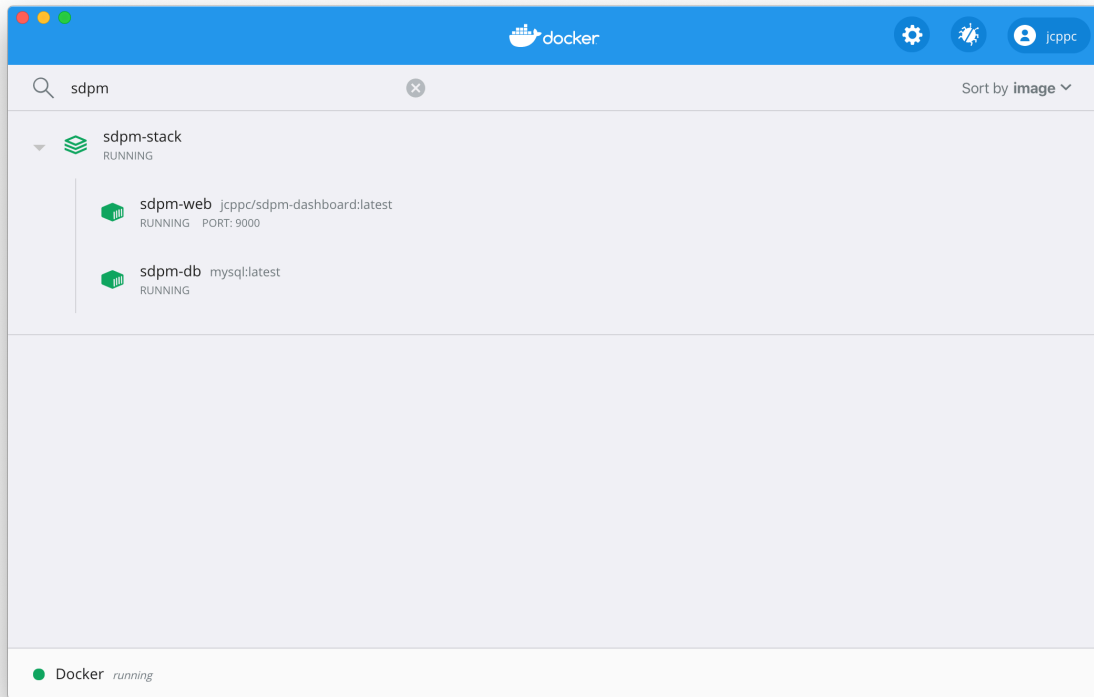 docker
jcppc
sdpm
Sort by image
sdpm-stack
RUNNING
sdpm-web jcppc/sdpm-dashboard:latest
RUNNING PORT: 9000
sdpm-db mysql:latest
RUNNING
Docker running